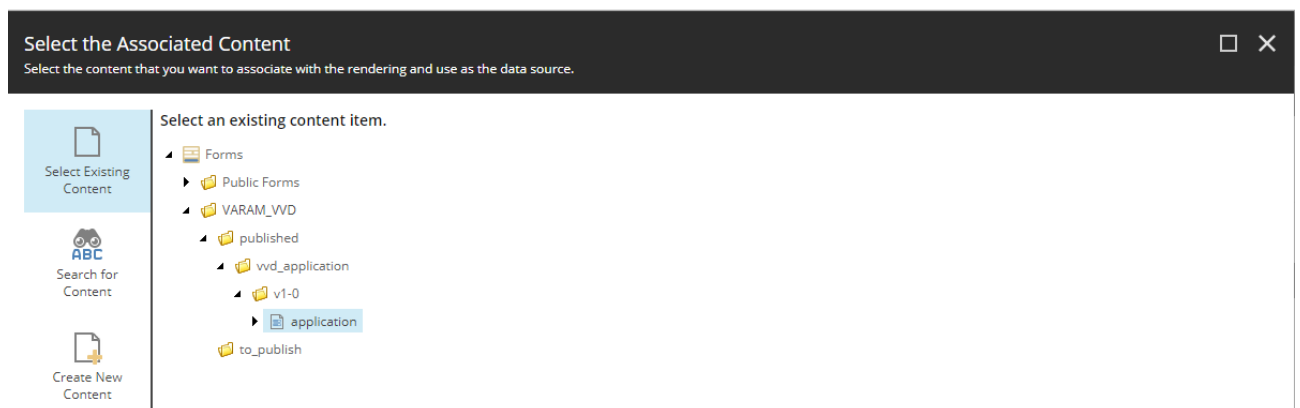 Select the Associated Content
Select the content that you want to associate with the rendering and use as the data source.
Select Existing
Content
ABC
Search for
Content
Create New
Content
Select an existing content item.
Forms
Public Forms
VARAM_VVD
published
vvd_application
v1-0
application
to_publish